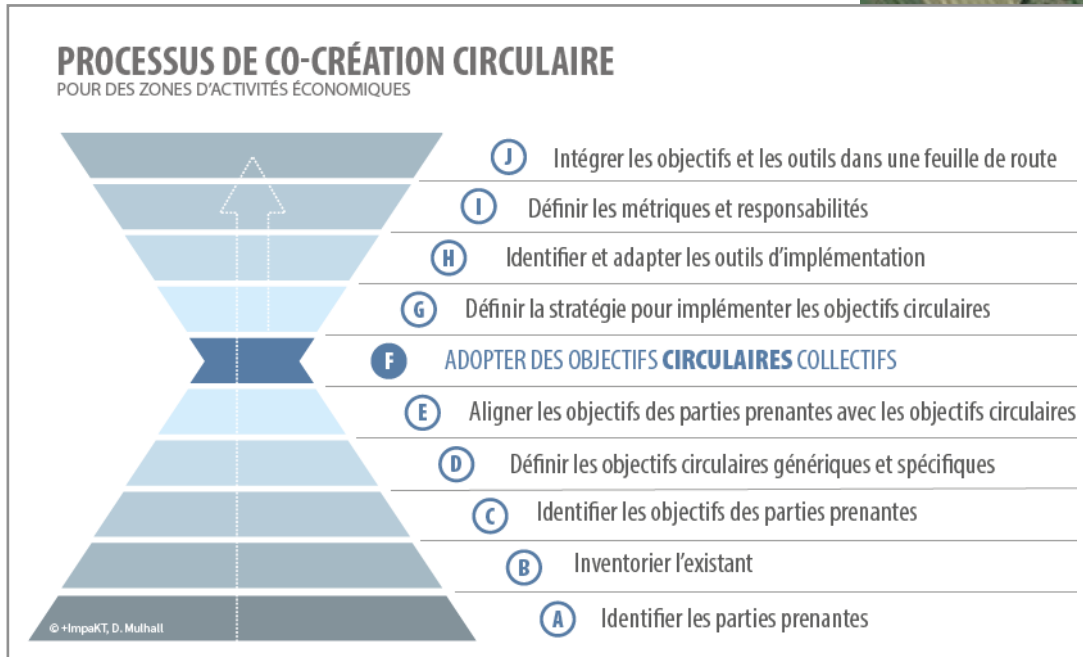 PROCESSUS DE CO-CRÉATION CIRCULAIRE
POUR DES ZONES D'ACTIVITÉS ÉCONOMIQUES
J Intégrer les objectifs et les outils dans une feuille de route
I Définir les métriques et responsabilités
H Identifier et adapter les outils d'implémentation
G Définir la stratégie pour implémenter les objectifs circulaires
F ADOPTER DES OBJECTIFS CIRCULAIRES COLLECTIFS
E Aligner les objectifs des parties prenantes avec les objectifs circulaires
D Définir les objectifs circulaires génériques et spécifiques
C Identifier les objectifs des parties prenantes
B Inventorier l'existant
A Identifier les parties prenantes
© +ImpaKT, D. Mulhall